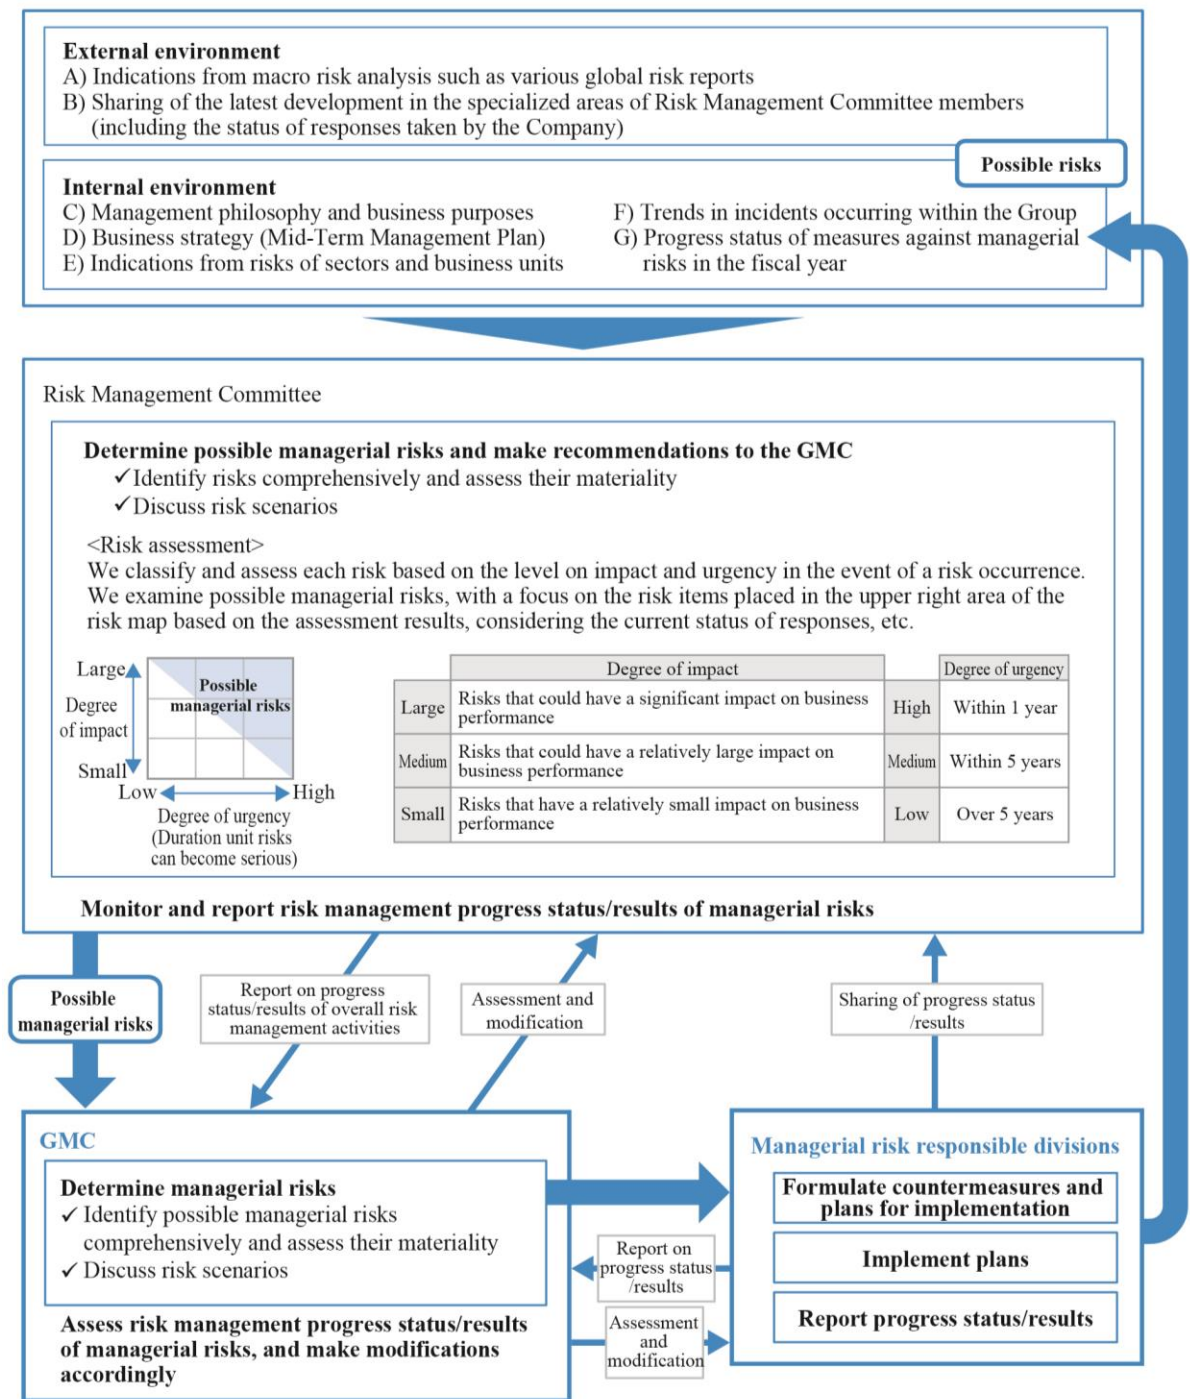 External environment
A) Indications from macro risk analysis such as various global risk reports
B) Sharing of the latest development in the specialized areas of Risk Management Committee members
(including the status of responses taken by the Company)
Possible risks
Internal environment
C) Management philosophy and business purposes
D) Business strategy (Mid-Term Management Plan)
E) Indications from risks of sectors and business units
F) Trends in incidents occurring within the Group
G) Progress status of measures against managerial
risks in the fiscal year
Risk Management Committee
Determine possible managerial risks and make recommendations to the GMC
✓Identify risks comprehensively and assess their materiality
✓Discuss risk scenarios
<Risk assessment>
We classify and assess each risk based on the level on impact and urgency in the event of a risk occurrence.
We examine possible managerial risks, with a focus on the risk items placed in the upper right area of the
risk map based on the assessment results, considering the current status of responses, etc.
Large
Degree
of impact
Small
Possible
managerial risks
Low
High
Degree of urgency
(Duration unit risks
can become serious)
Degree of impact
Degree of urgency
Large
Risks that could have a significant impact on business
performance
High
Within 1 year
Medium
Risks that could have a relatively large impact on
business performance
Medium
Within 5 years
Small
Risks that have a relatively small impact on business
performance
Low
Over 5 years
Monitor and report risk management progress status/results of managerial risks
Possible
managerial risks
Report on progress
status/results of overall risk
management activities
Assessment and
modification
Sharing of progress status
/results
GMC
Determine managerial risks
✓ Identify possible managerial risks
comprehensively and assess their materiality
✓ Discuss risk scenarios
Assess risk management progress status/results
of managerial risks, and make modifications
accordingly
Report on
progress status
/results
Assessment
and
modification
Managerial risk responsible divisions
Formulate countermeasures and
plans for implementation
Implement plans
Report progress status/results